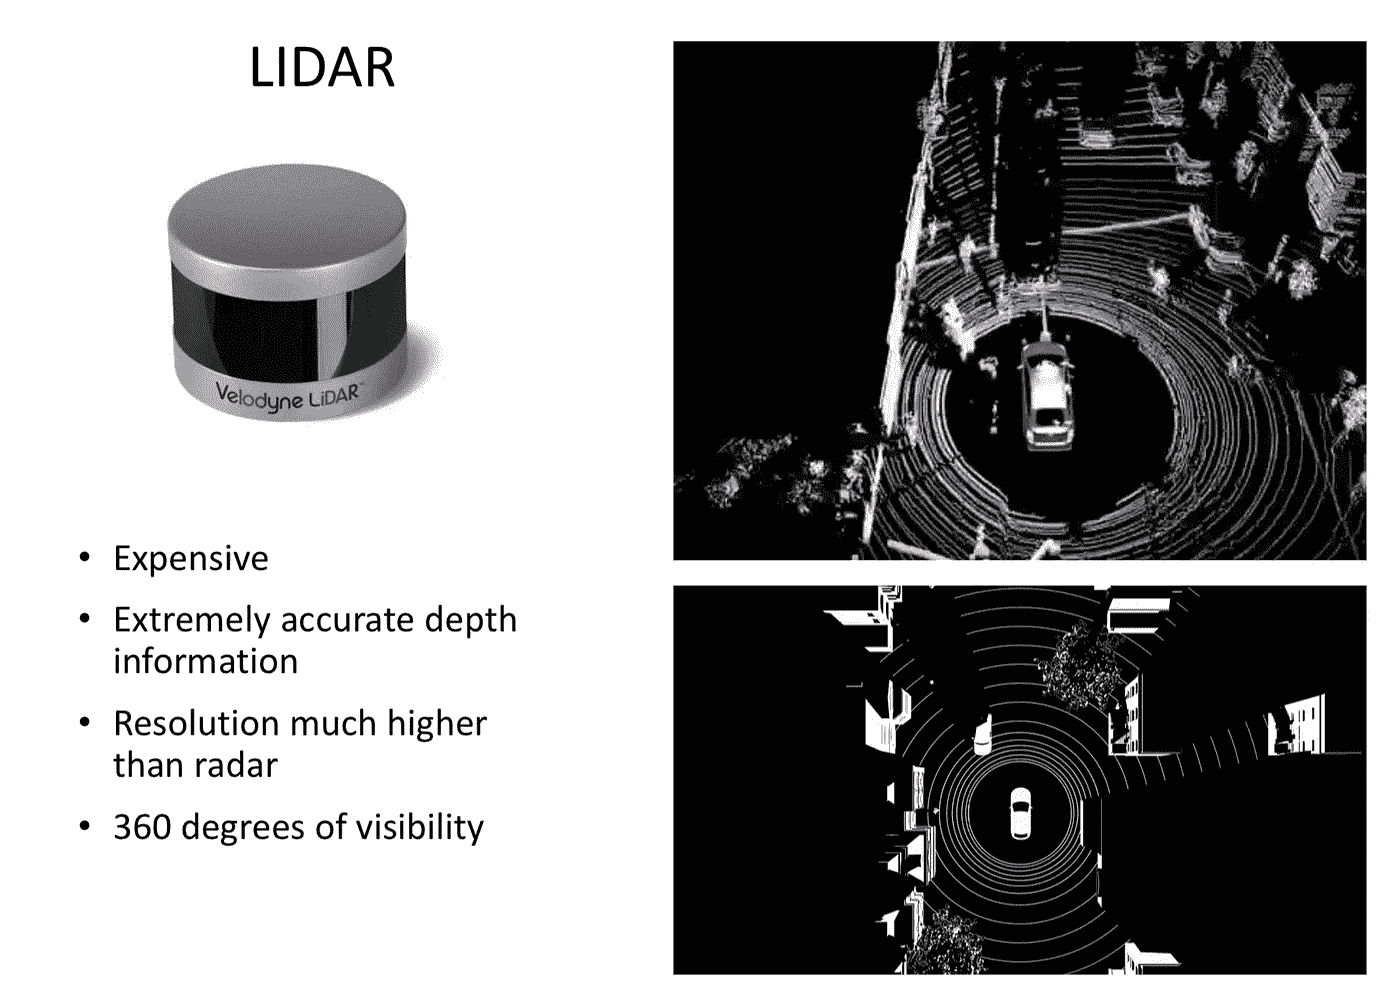 LIDAR
Velodyne LiDAR
• Expensive
• Extremely accurate depth
information
• Resolution much higher
than radar
• 360 degrees of visibility